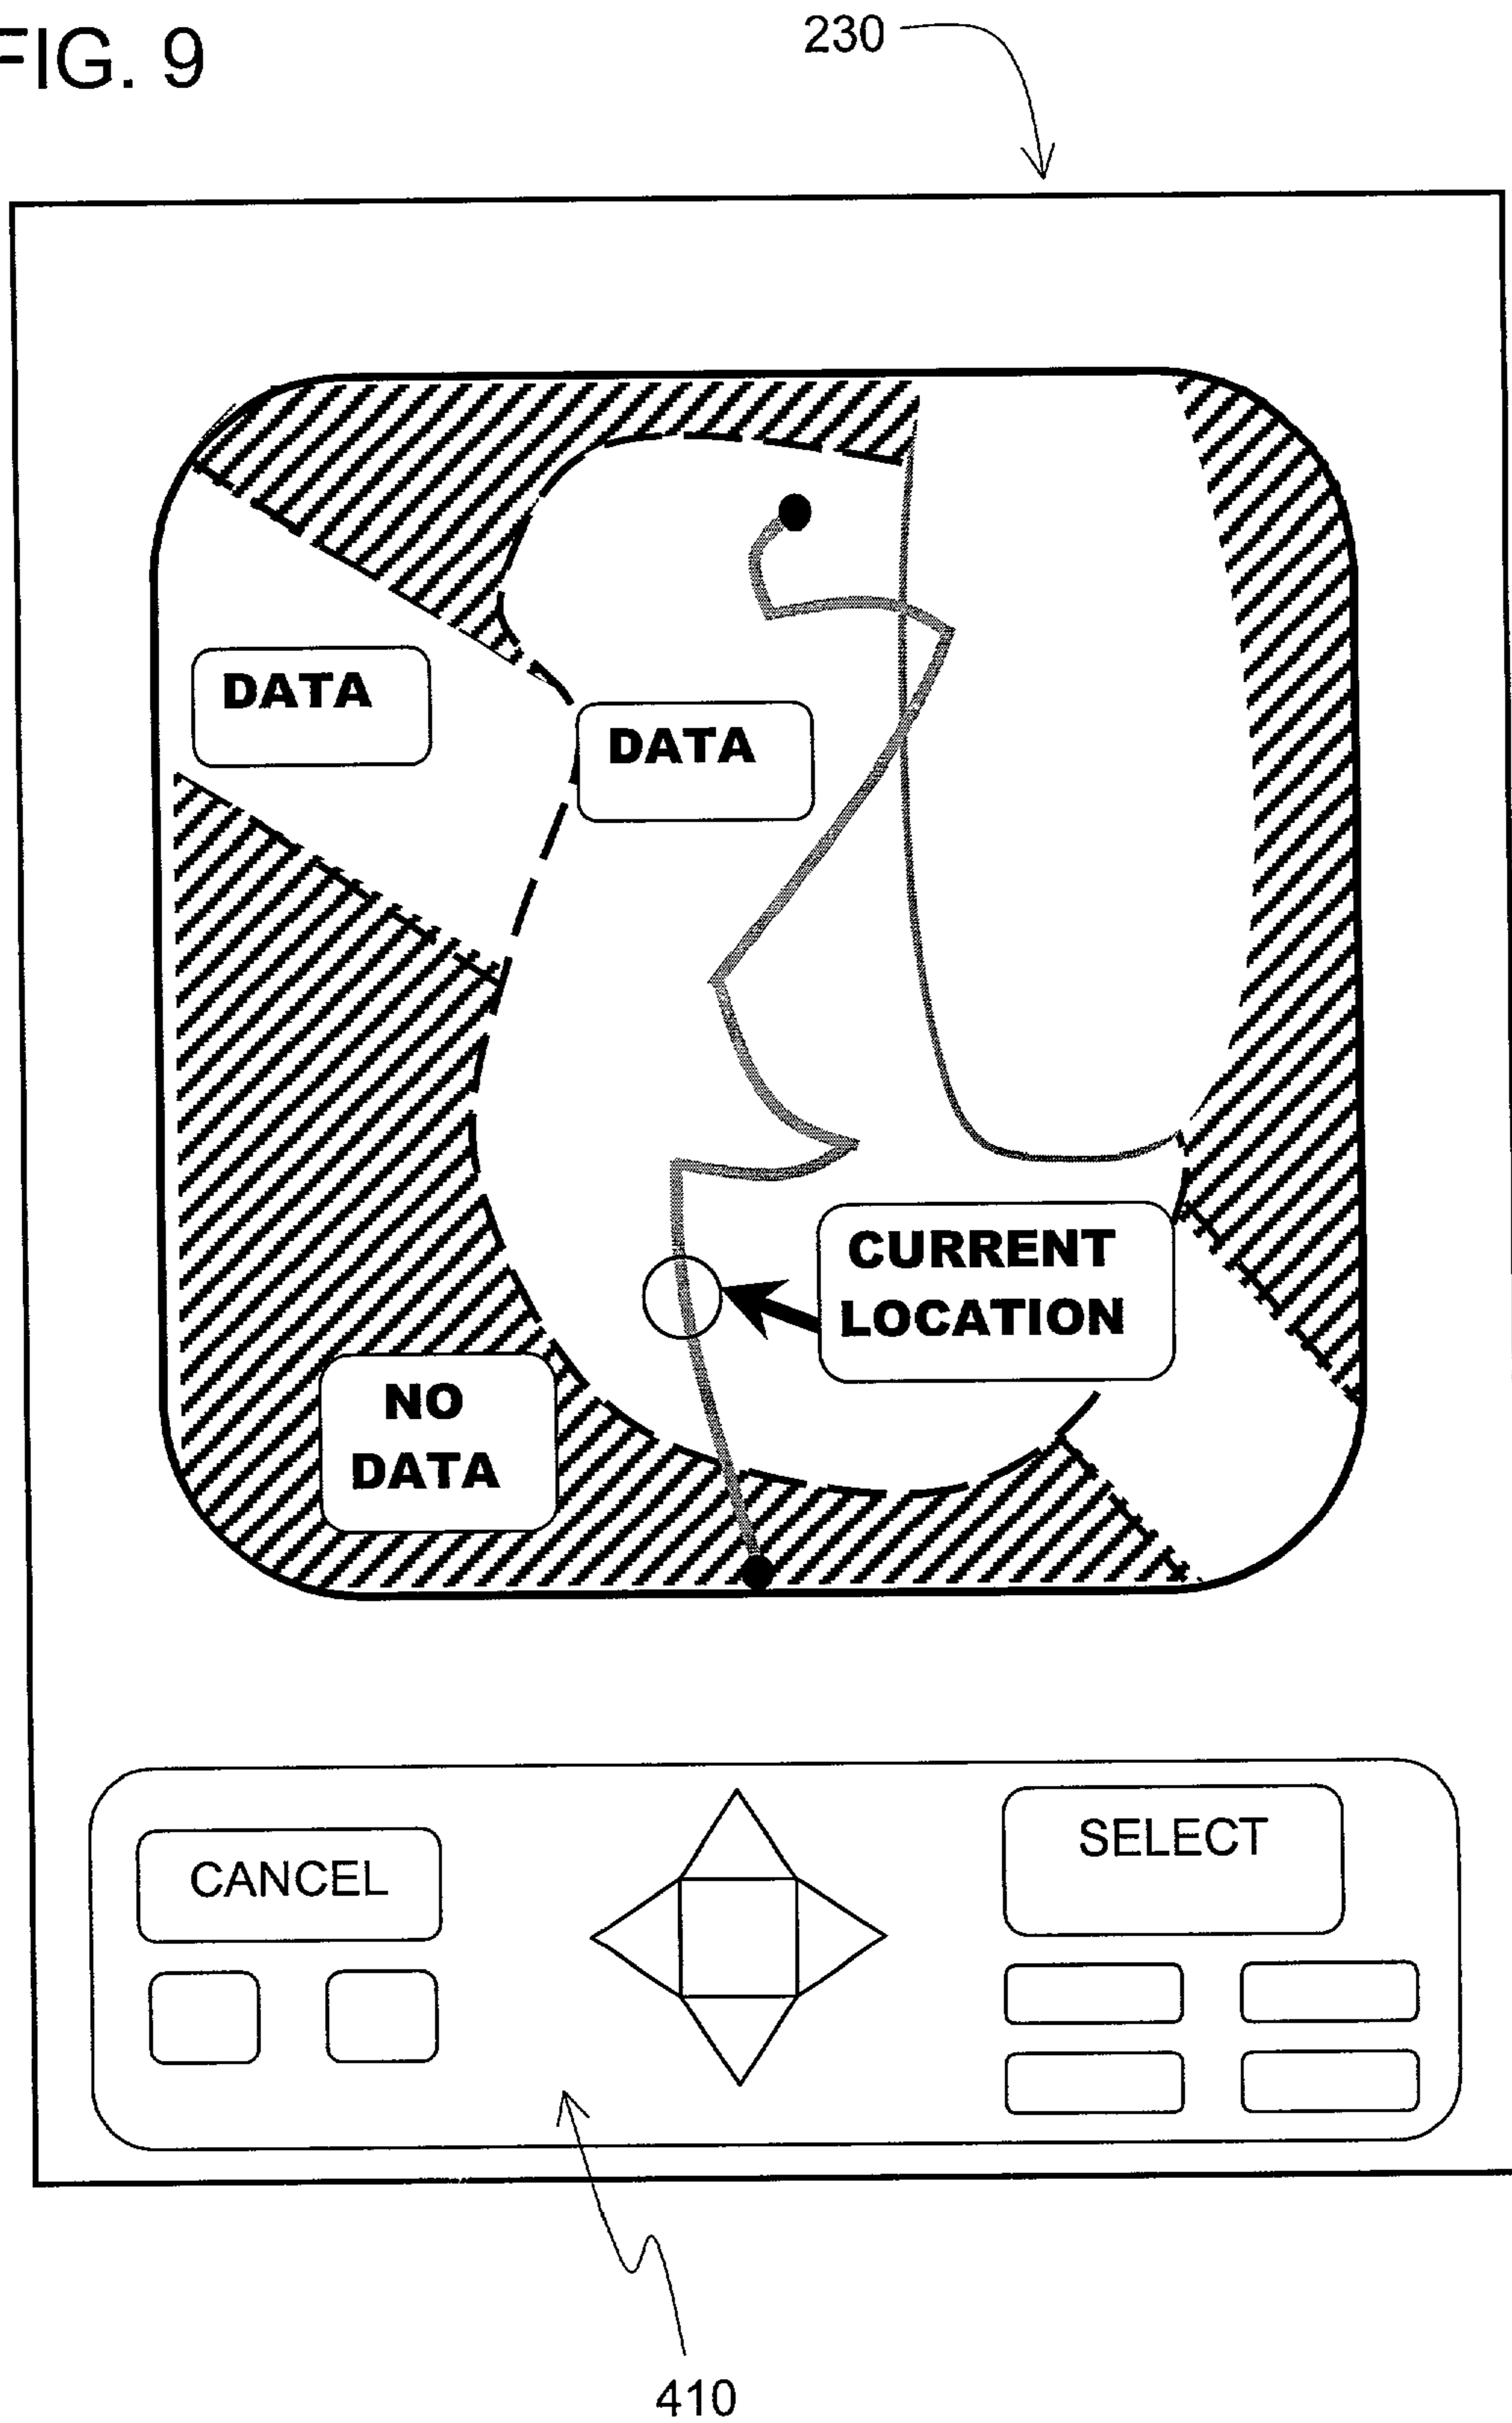 FIG. 9
230
DATA
DATA
CURRENT
LOCATION
NO
DATA
CANCEL
SELECT
410